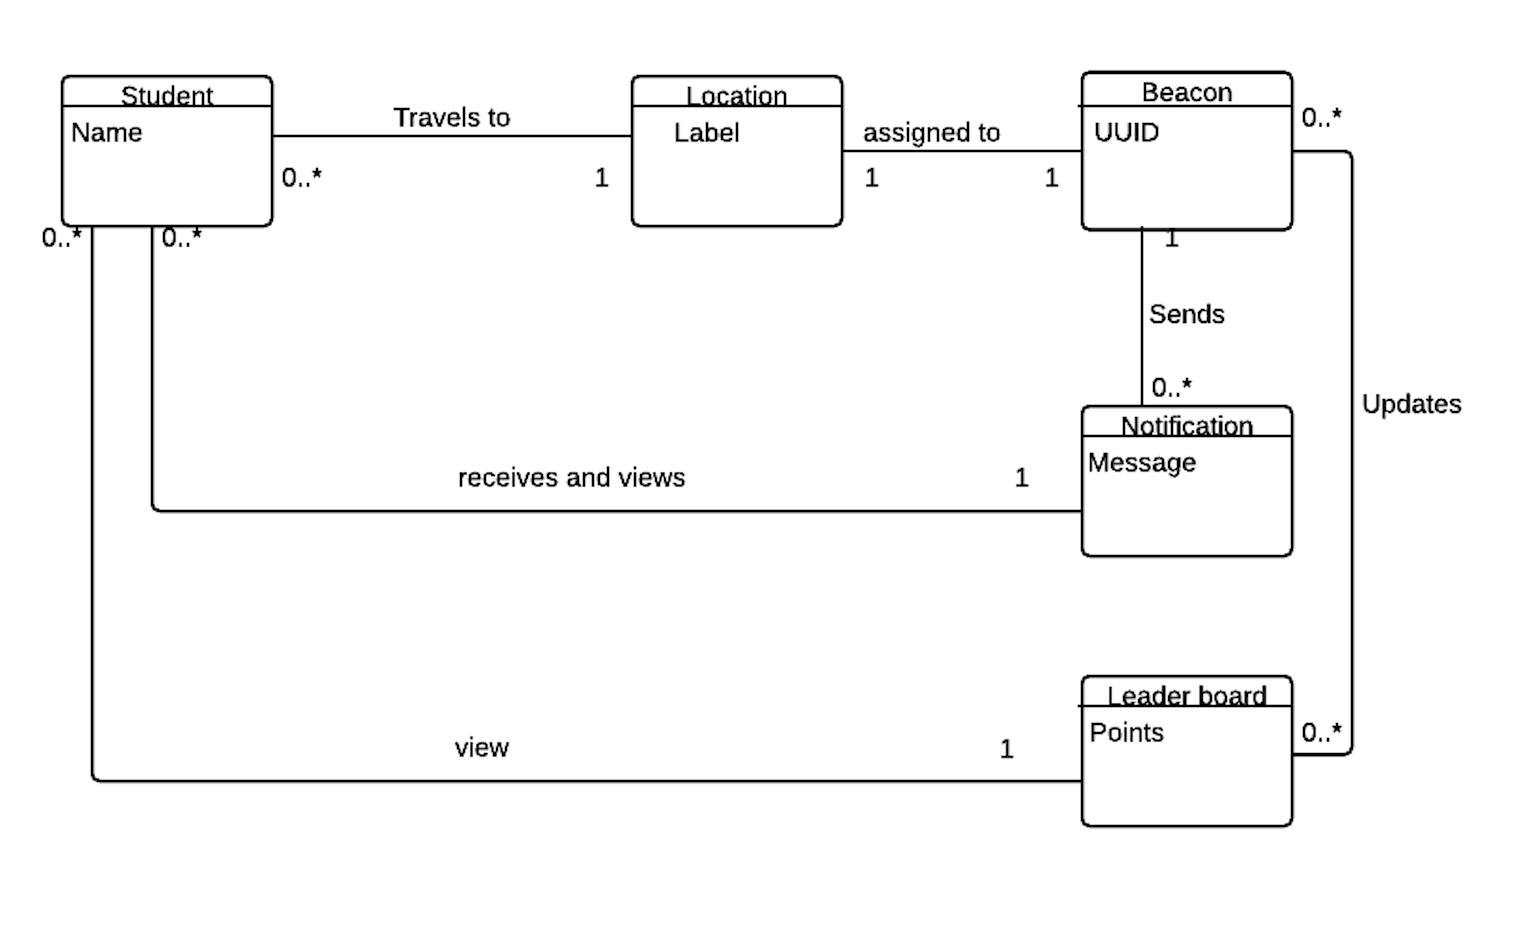 Student
Name
Travels to
0..*
1
Location
Label
assigned to
1
1
Beacon
UUID
0..*
0..*
0..*
1
Sends
0..*
Updates
Notification
Message
receives and views
1
Leader board
Points
0..*
view
1